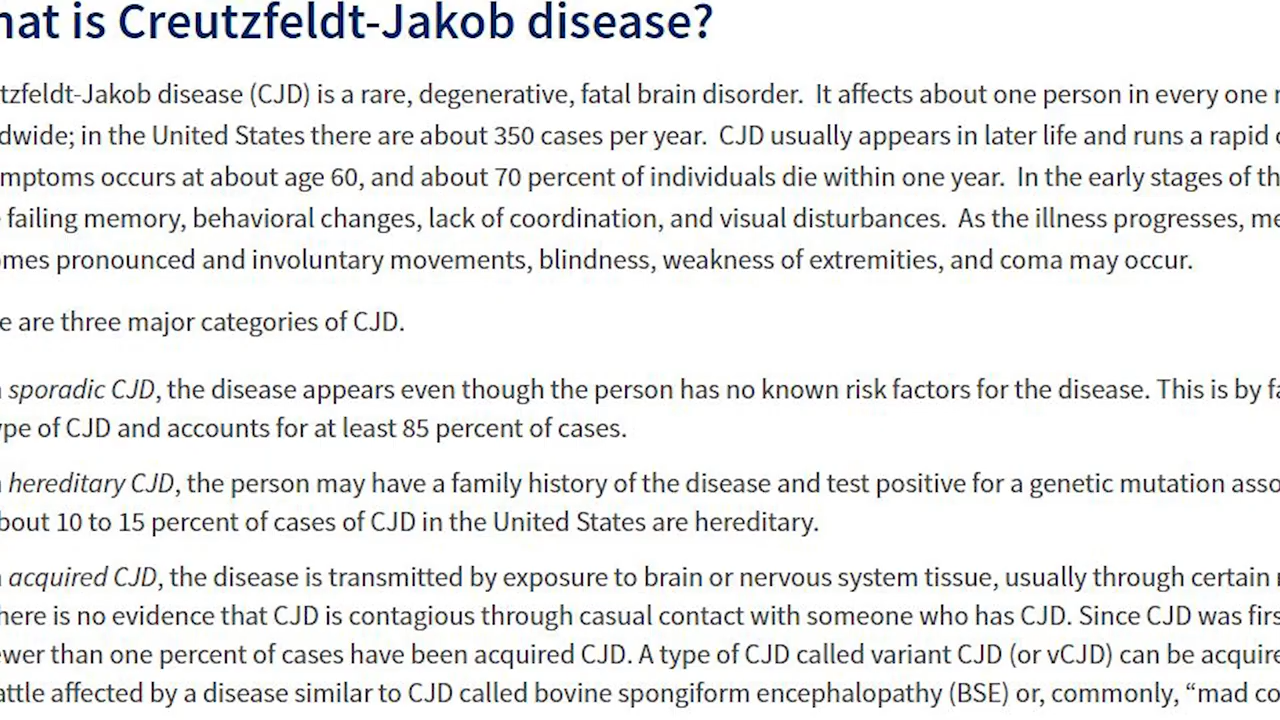 hat is Creutzfeldt-Jakob disease?
tzfeldt-Jakob disease (CJD) is a rare, degenerative, fatal brain disorder. It affects about one person in every one
dwide; in the United States there are about 350 cases per year. CJD usually appears in later life and runs a rapid
mptoms occurs at about age 60, and about 70 percent of individuals die within one year. In the early stages of th
failing memory, behavioral changes, lack of coordination, and visual disturbances. As the illness progresses, me
omes pronounced and involuntary movements, blindness, weakness of extremities, and coma may occur.
e are three major categories of CJD.
sporadic CJD, the disease appears even though the person has no known risk factors for the disease. This is by fa
ype of CJD and accounts for at least 85 percent of cases.
hereditary CJD, the person may have a family history of the disease and test positive for a genetic mutation asso
bout 10 to 15 percent of cases of CJD in the United States are hereditary.
acquired CJD, the disease is transmitted by exposure to brain or nervous system tissue, usually through certain
here is no evidence that CJD is contagious through casual contact with someone who has CJD. Since CJD was firs
ewer than one percent of cases have been acquired CJD. A type of CJD called variant CJD (or vCJD) can be acquire
attle affected by a disease similar to CJD called bovine spongiform encephalopathy (BSE) or, commonly, “mad co